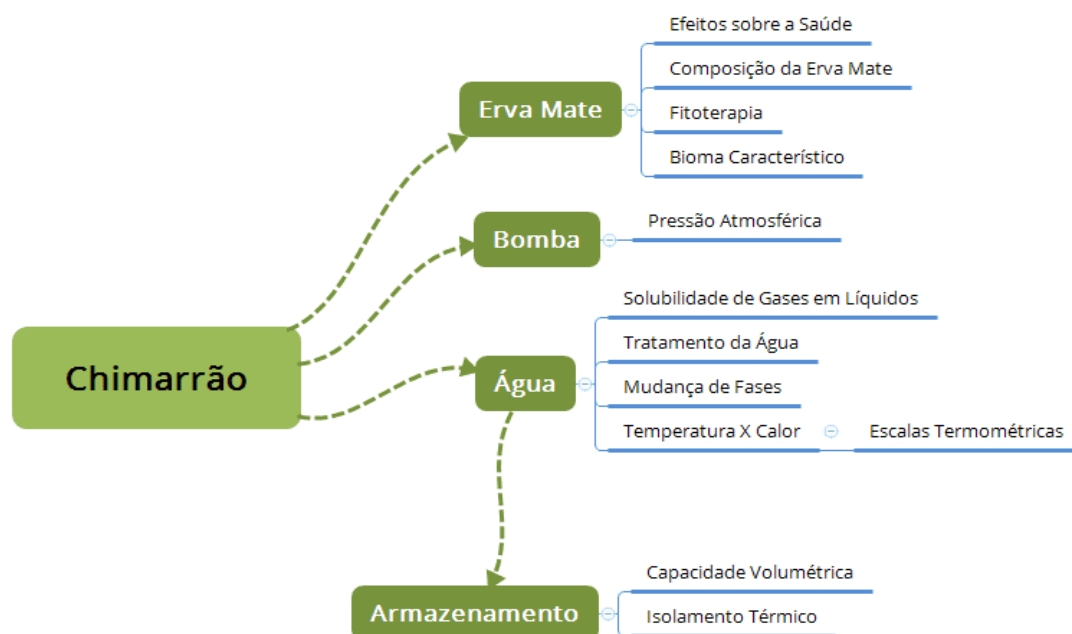 Chimarrão
Erva Mate
Efeitos sobre a Saúde
Composição da Erva Mate
Fitoterapia
Bioma Característico
Bomba
Pressão Atmosférica
Água
Solubilidade de Gases em Líquidos
Tratamento da Água
Mudança de Fases
Temperatura X Calor
Escalas Termométricas
Armazenamento
Capacidade Volumétrica
Isolamento Térmico